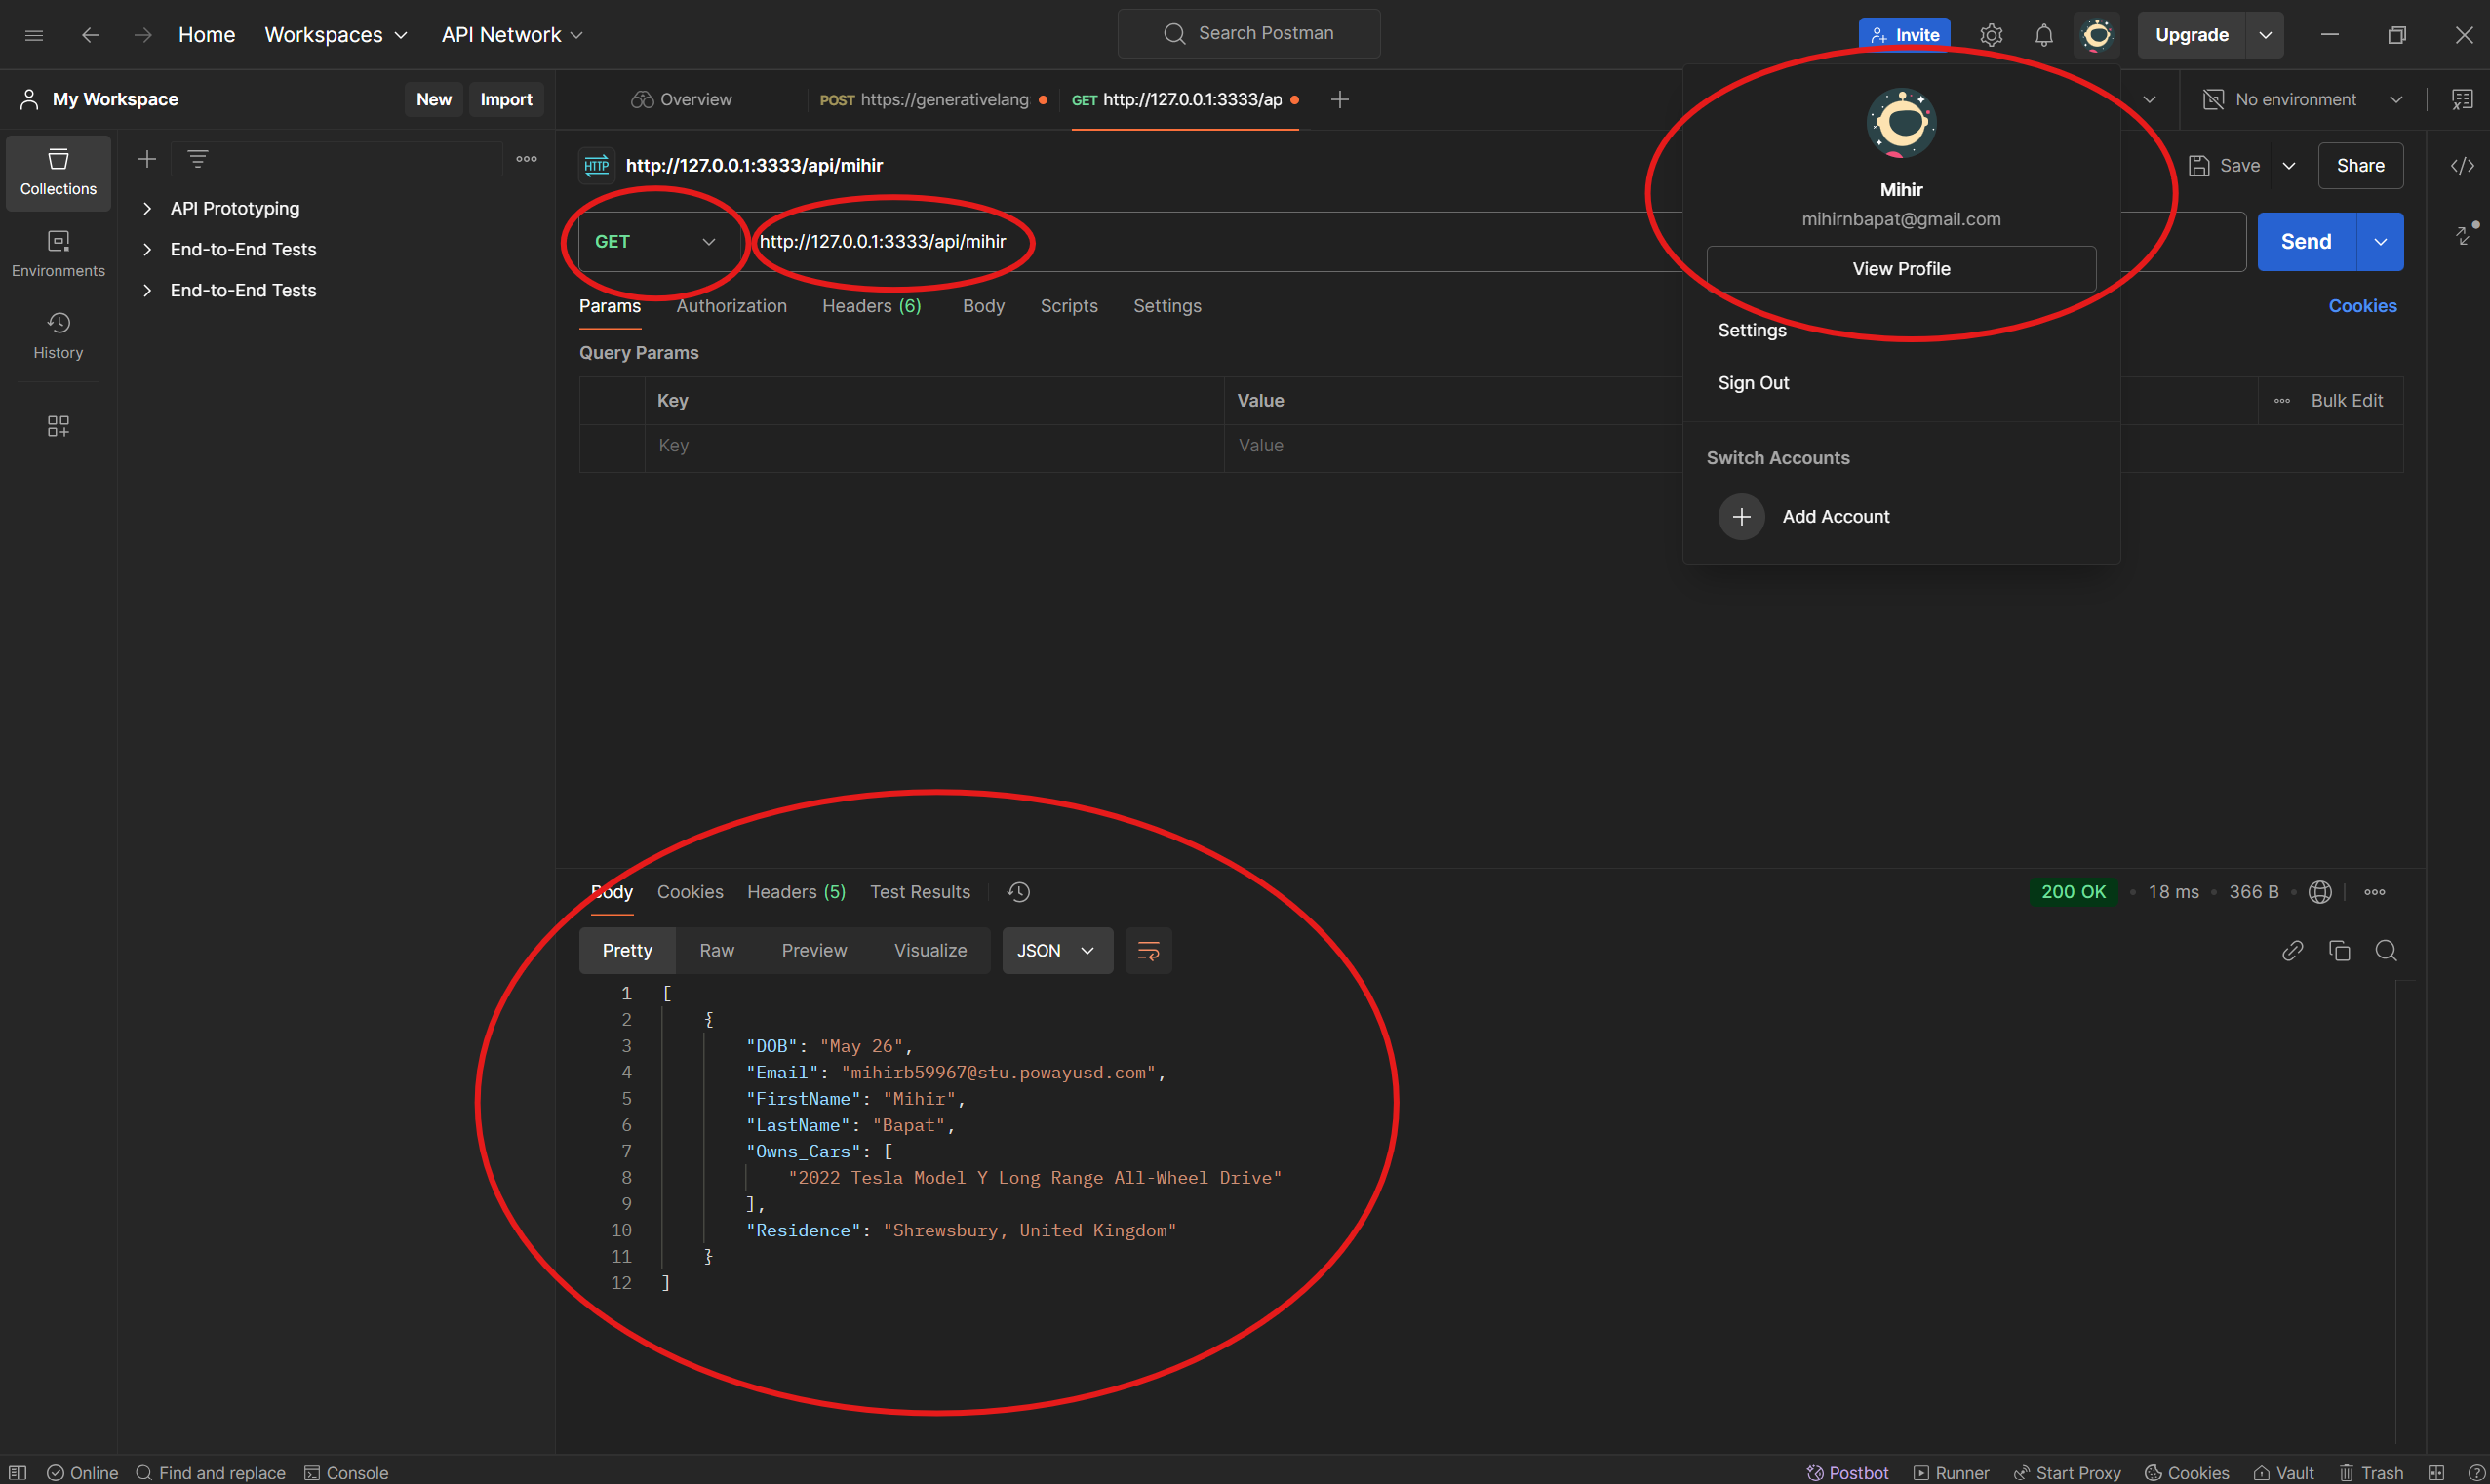 Home Workspaces API Network Search Postman Invite Upgrade
My Workspace New Import Overview POST https://generativelang GET http://127.0.0.1:3333/ap No environment
Collections
Environments
History
API Prototyping
End-to-End Tests
End-to-End Tests
HTTP http://127.0.0.1:3333/api/mihir Save Share
GET http://127.0.0.1:3333/api/mihir Send
Params Authorization Headers (6) Body Scripts Settings Cookies
Query Params
Key Value Bulk Edit
Key Value
Mihir
mihirnbapat@gmail.com
View Profile
Settings
Sign Out
Switch Accounts
Add Account
Body Cookies Headers (5) Test Results 200 OK • 18 ms • 366 B •
Pretty Raw Preview Visualize JSON
1 [
2 {
3 "DOB": "May 26",
4 "Email": "mihirb59967@stu.powayusd.com",
5 "FirstName": "Mihir",
6 "LastName": "Bapat",
7 "Owns_Cars": [
8 "2022 Tesla Model Y Long Range All-Wheel Drive"
9 ],
10 "Residence": "Shrewsbury, United Kingdom"
11 }
12 ]
Online Find and replace Console Postbot Runner Start Proxy Cookies Vault Trash